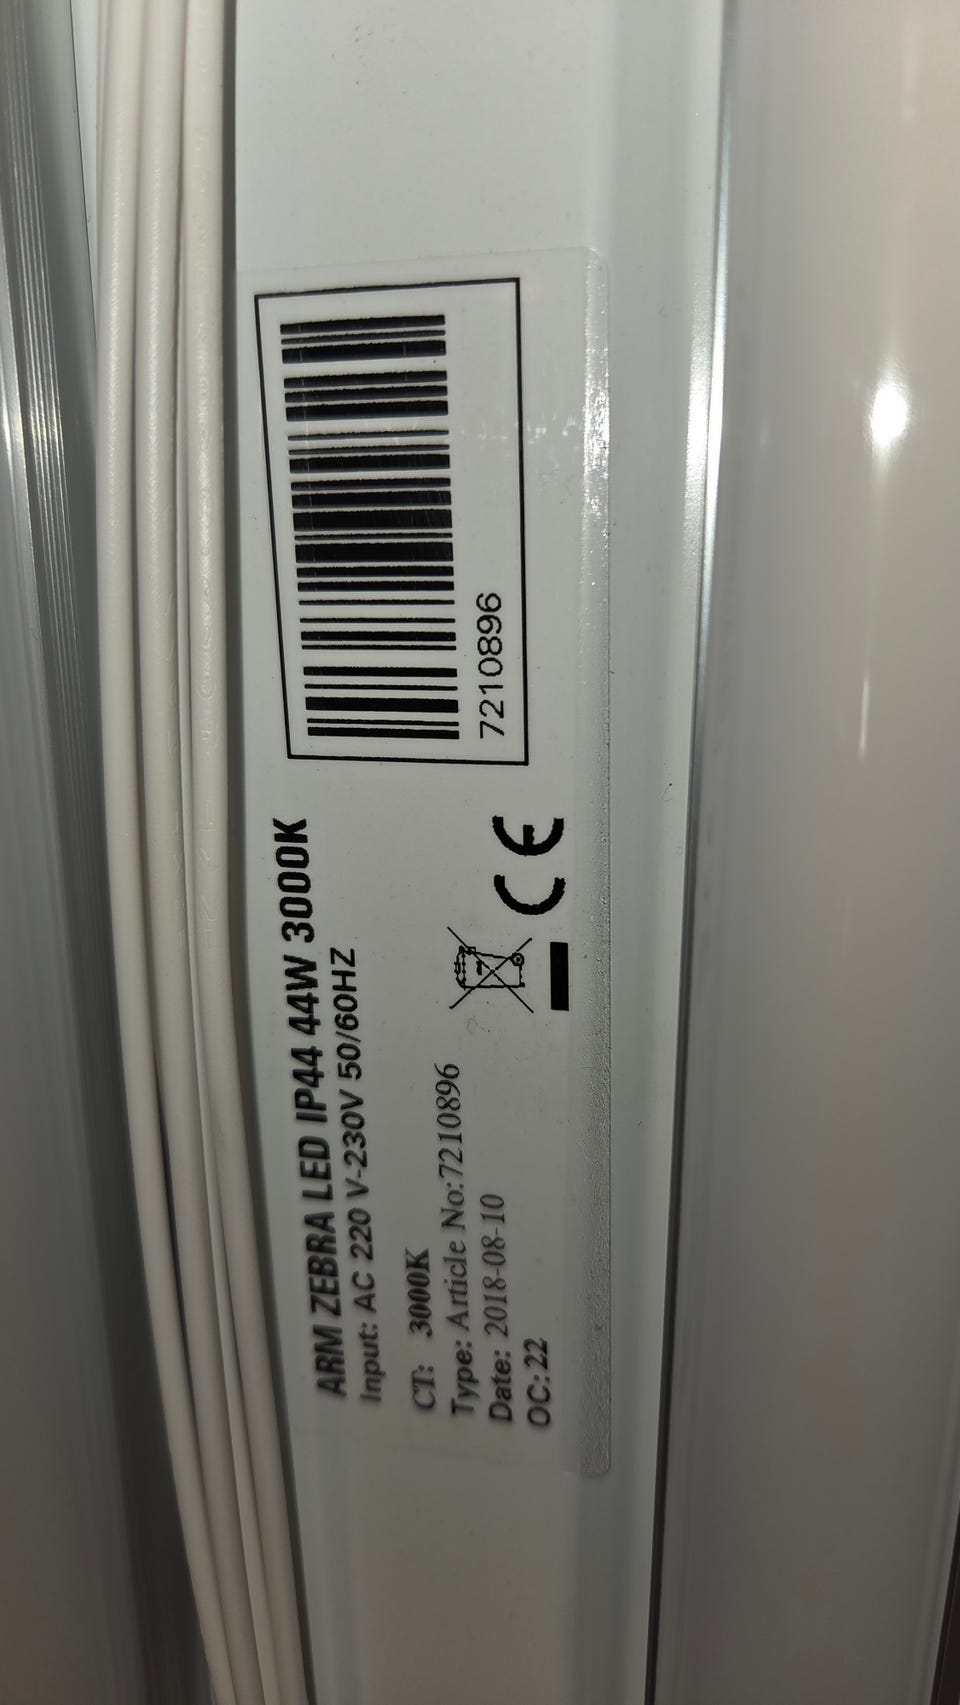 ARM ZEBRA LED IP44 44W 3000K
Input: AC 220 V-230V 50/60HZ
CT: 3000K
Type: Article No:7210896
Date: 2018-08-10
OC:22
CE
7210896